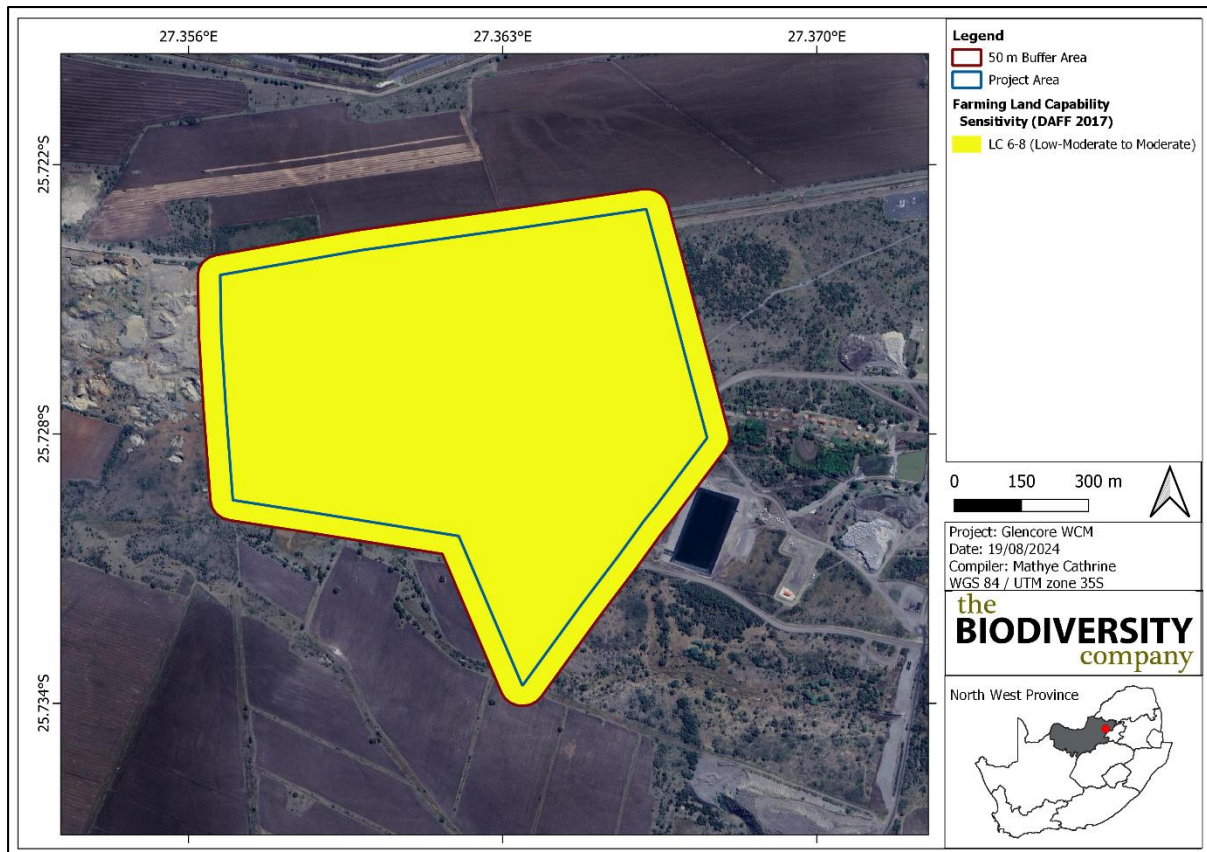 27.356°E
27.363°E
27.370°E
25.722°S
25.728°S
25.734°S
Legend
50 m Buffer Area
Project Area
Farming Land Capability
Sensitivity (DAFF 2017)
LC 6-8 (Low-Moderate to Moderate)
0 150 300 m
Project: Glencore WCM
Date: 19/08/2024
Compiler: Mathye Cathrine
WGS 84 / UTM zone 35S
the
BIODIVERSITY
company
North West Province